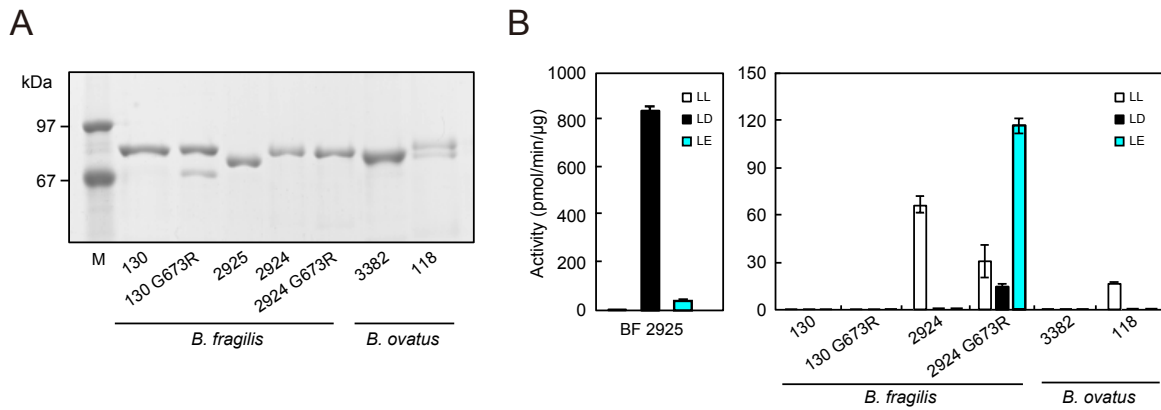 A
kDa
97
67
M
130
130 G673R
2925
2924
2924 G673R
3382
118
B. fragilis
B. ovatus
B
Activity (pmol/min/μg)
1000
800
600
400
200
0
LL
LD
LE
BF 2925
150
120
90
60
30
0
LL
LD
LE
130
130 G673R
2924
2924 G673R
3382
118
B. fragilis
B. ovatus